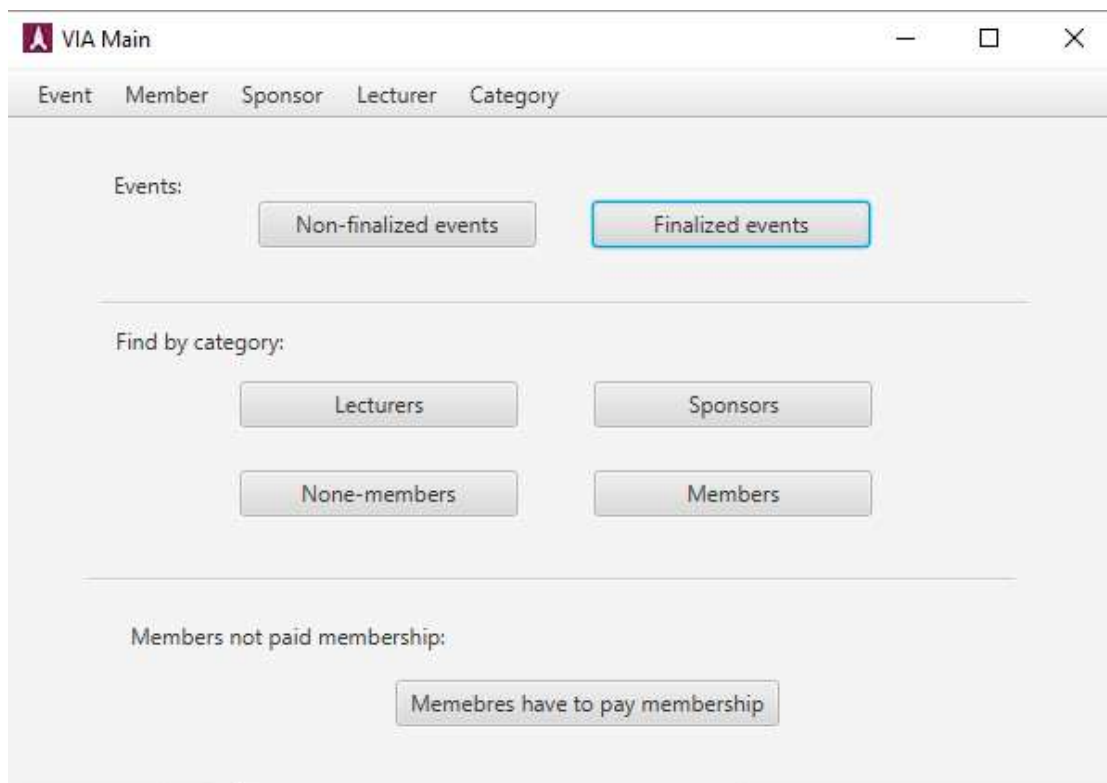 VIA Main
Event Member Sponsor Lecturer Category
Events:
Non-finalized events Finalized events
Find by category:
Lecturers Sponsors
None-members Members
Members not paid membership:
Memebres have to pay membership